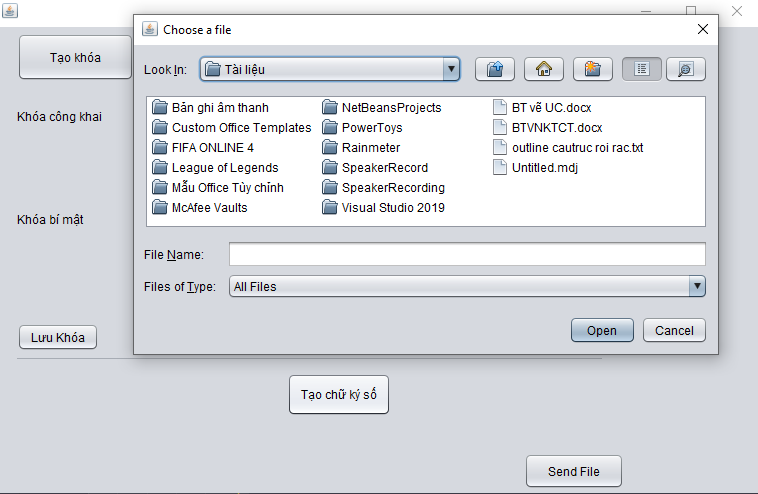 Choose a file
Tạo khóa
Look In:
Tài liệu
Khóa công khai
Bản ghi âm thanh
Custom Office Templates
FIFA ONLINE 4
League of Legends
Mẫu Office Tùy chỉnh
McAfee Vaults
NetBeansProjects
PowerToys
Rainmeter
SpeakerRecord
SpeakerRecording
Visual Studio 2019
BT vẽ UC.docx
BTVNKTCT.docx
outline cautruc roi rac.txt
Untitled.mdj
Khóa bí mật
File Name:
Files of Type:
All Files
Open
Cancel
Lưu Khóa
Tạo chữ ký số
Send File